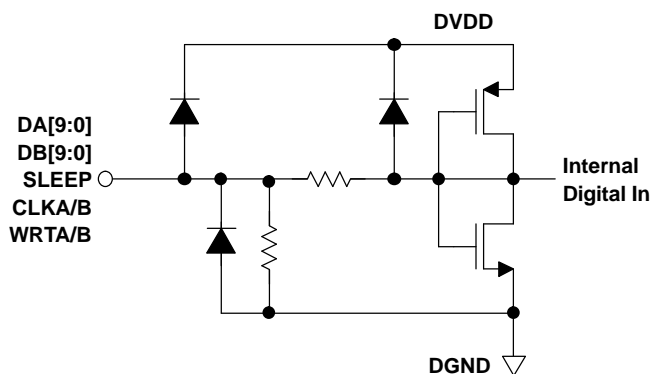 DVDD
DA[9:0]
DB[9:0]
SLEEP
CLKA/B
WRTA/B
Internal
Digital In
DGND